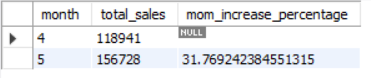 month total_sales mom_increase_percentage
4 118941 NULL
5 156728 31.769242384551315